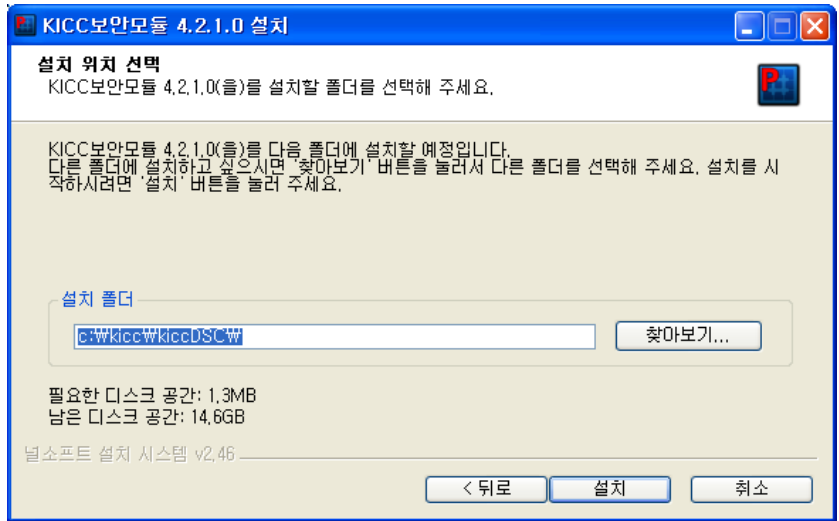 KICC보안모듈 4.2.1.0 설치
설치 위치 선택
KICC보안모듈 4.2.1.0(을)를 설치할 폴더를 선택해 주세요.
KICC보안모듈 4.2.1.0(을)를 다음 폴더에 설치할 예정입니다.
다른 폴더에 설치하고 싶으시면 '찾아보기' 버튼을 눌러서 다른 폴더를 선택해 주세요. 설치를 시
작하시려면 '설치' 버튼을 눌러 주세요.
설치 폴더
c:₩kicc₩kiccDSC₩
찾아보기...
필요한 디스크 공간: 1.3MB
남은 디스크 공간: 14.6GB
널소프트 설치 시스템 v2.46
< 뒤로
설치
취소